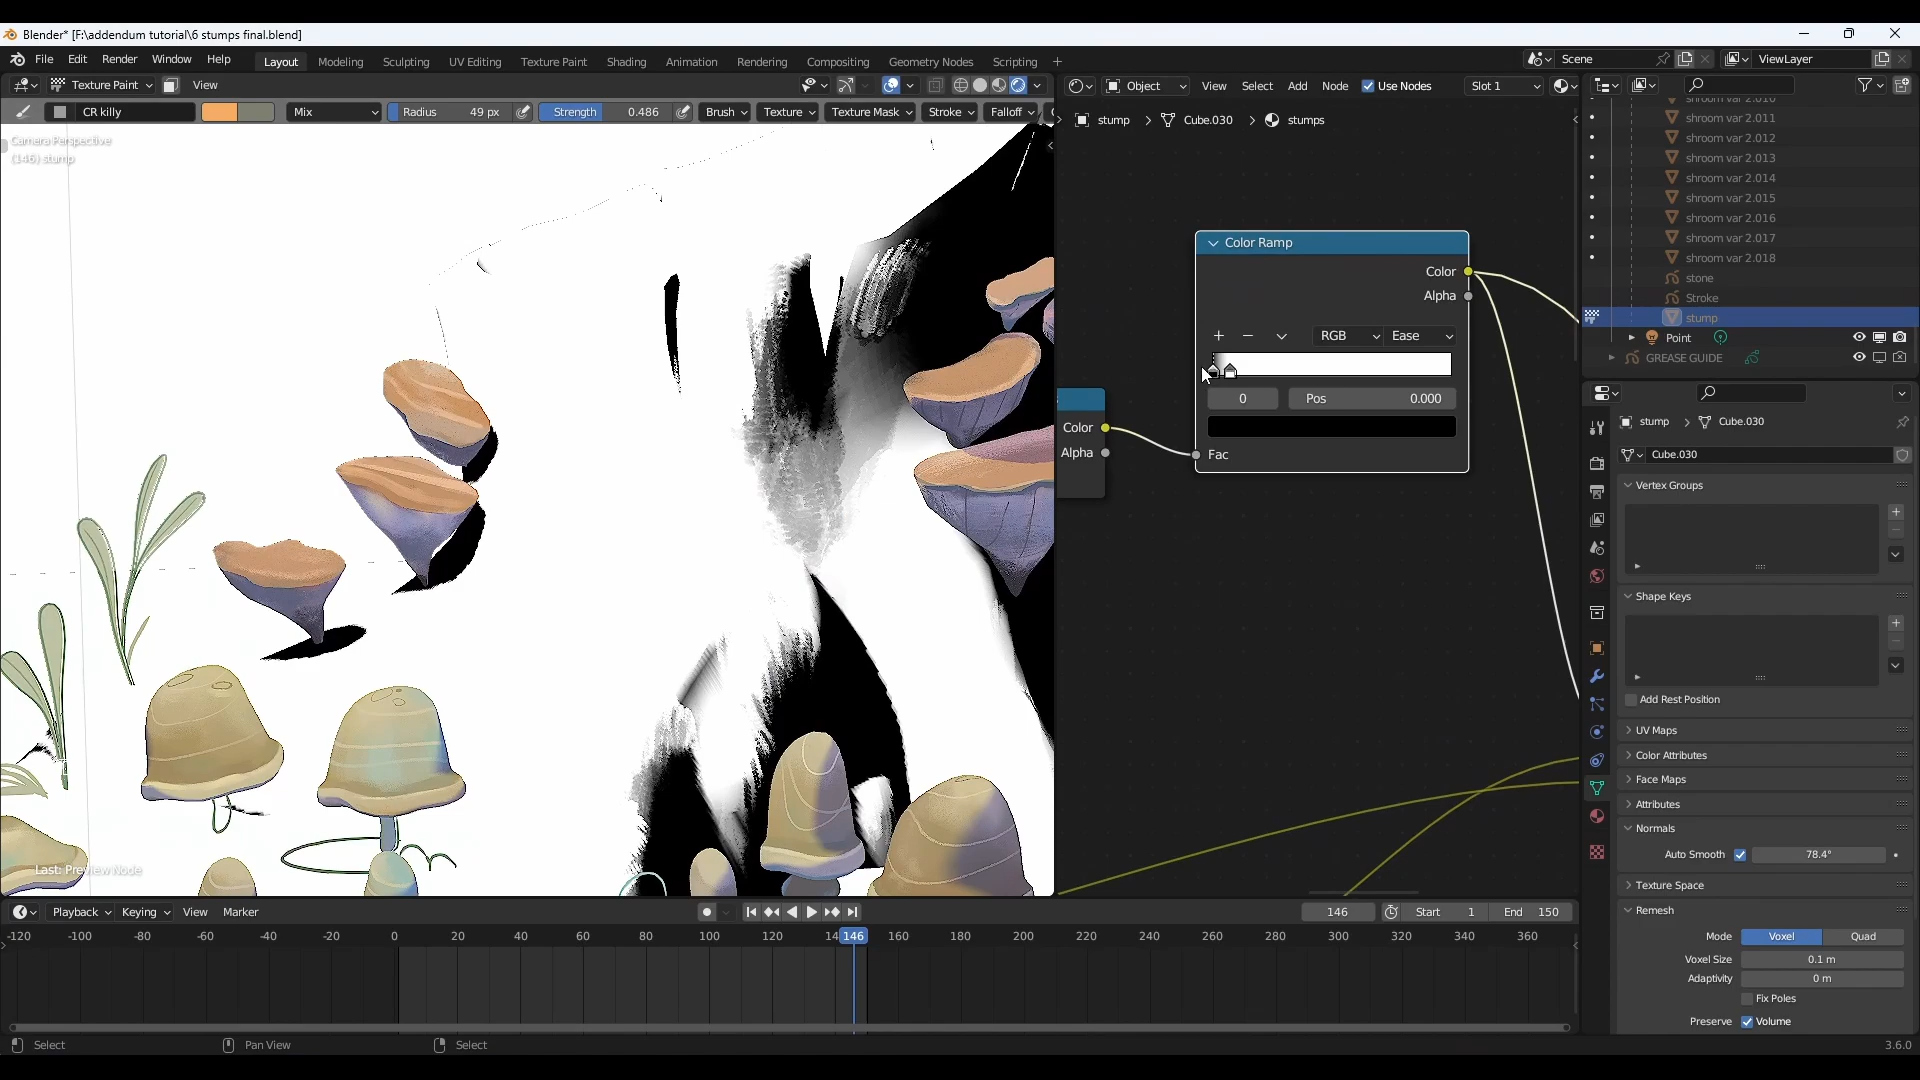 Blender* [F:\addendum tutorial\6 stumps final.blend]
File Edit Render Window Help Layout Modeling Sculpting UV Editing Texture Paint Shading Animation Rendering Compositing Geometry Nodes Scripting + Scene ViewLayer
Texture Paint View Object View Select Add Node Use Nodes Slot 1
CR killy Mix Radius 49 px Strength 0.486 Brush Texture Texture Mask Stroke Falloff
Camera Perspective
(146) stump
stump > Cube.030 > stumps
shroom var 2.010
shroom var 2.011
shroom var 2.012
shroom var 2.013
shroom var 2.014
shroom var 2.015
shroom var 2.016
shroom var 2.017
shroom var 2.018
stone
Stroke
stump
Point
GREASE GUIDE
Color Ramp
Color
Alpha
RGB Ease
0 Pos 0.000
Fac
Color
Alpha
stump > Cube.030
Cube.030
Vertex Groups
Shape Keys
Add Rest Position
UV Maps
Color Attributes
Face Maps
Attributes
Normals
Auto Smooth 78.4°
Texture Space
Remesh
Mode Voxel Quad
Voxel Size 0.1 m
Adaptivity 0 m
Fix Poles
Preserve Volume
Last: Preview Node
Playback Keying View Marker 146 Start 1 End 150
-120 -100 -80 -60 -40 -20 0 20 40 60 80 100 120 14 146 160 180 200 220 240 260 280 300 320 340 360
Select Pan View Select 3.6.0